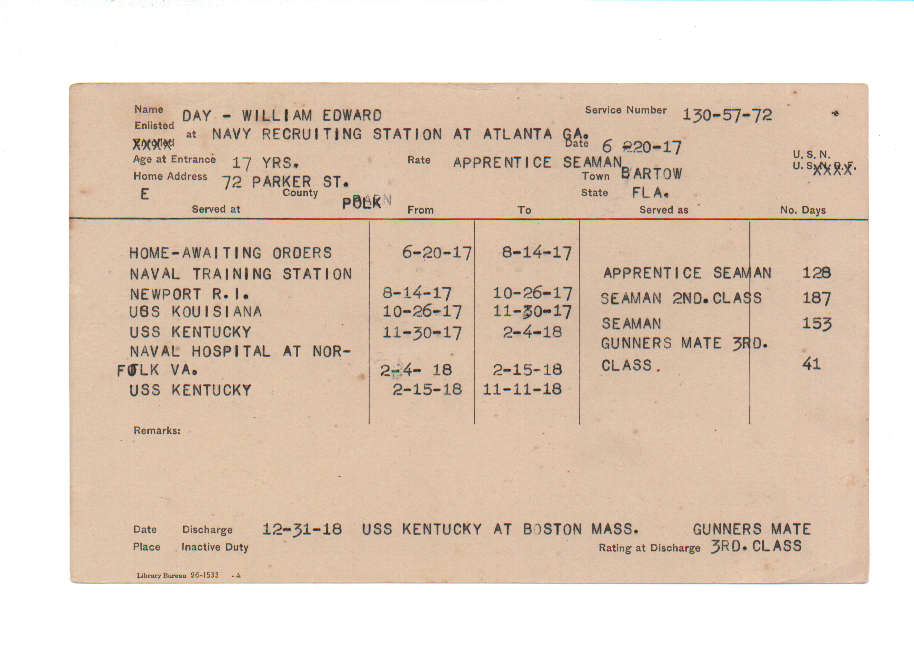 Name DAY - WILLIAM EDWARD Service Number 130-57-72
Enlisted at NAVY RECRUITING STATION AT ATLANTA GA. Date 6 20-17
XXXX
Age at Entrance 17 YRS. Rate APPRENTICE SEAMAN U. S. N.
U. S. XXXX.
Home Address 72 PARKER ST. Town BARTOW
E County POLK State FLA.
Served at From To Served as No. Days
HOME-AWAITING ORDERS 6-20-17 8-14-17
NAVAL TRAINING STATION APPRENTICE SEAMAN 128
NEWPORT R.I. 8-14-17 10-26-17 SEAMAN 2ND.CLASS 187
UBS KOUISIANA 10-26-17 11-30-17
USS KENTUCKY 11-30-17 2-4-18 SEAMAN 153
NAVAL HOSPITAL AT NOR- GUNNERS MATE 3RD.
FOLK VA. 2-4- 18 2-15-18 CLASS. 41
USS KENTUCKY 2-15-18 11-11-18
Remarks:
Date Discharge 12-31-18 USS KENTUCKY AT BOSTON MASS. GUNNERS MATE
Place Inactive Duty Rating at Discharge 3RD. CLASS
Library Bureau 26-1533 -A